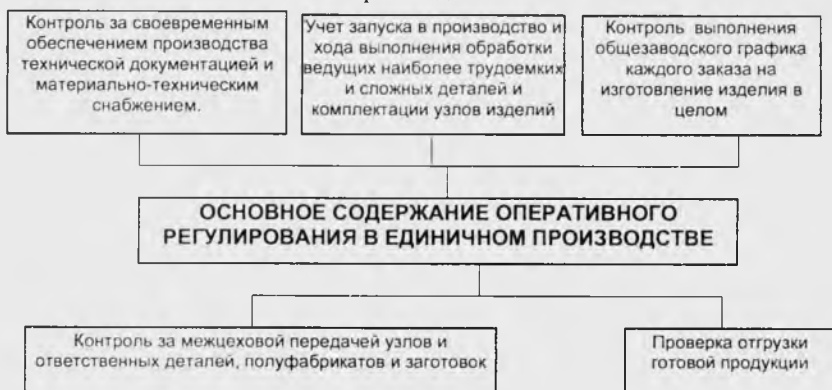 Контроль за своевременным
обеспечением производства
технической документацией и
материально-техническим
снабжением.
Учет запуска в производство и
хода выполнения обработки
ведущих наиболее трудоемких
и сложных деталей и
комплектации узлов изделий
Контроль выполнения
общезаводского графика
каждого заказа на
изготовление изделия в
целом
ОСНОВНОЕ СОДЕРЖАНИЕ ОПЕРАТИВНОГО
РЕГУЛИРОВАНИЯ В ЕДИНИЧНОМ ПРОИЗВОДСТВЕ
Контроль за межцеховой передачей узлов и
ответственных деталей, полуфабрикатов и заготовок
Проверка отгрузки
готовой продукции